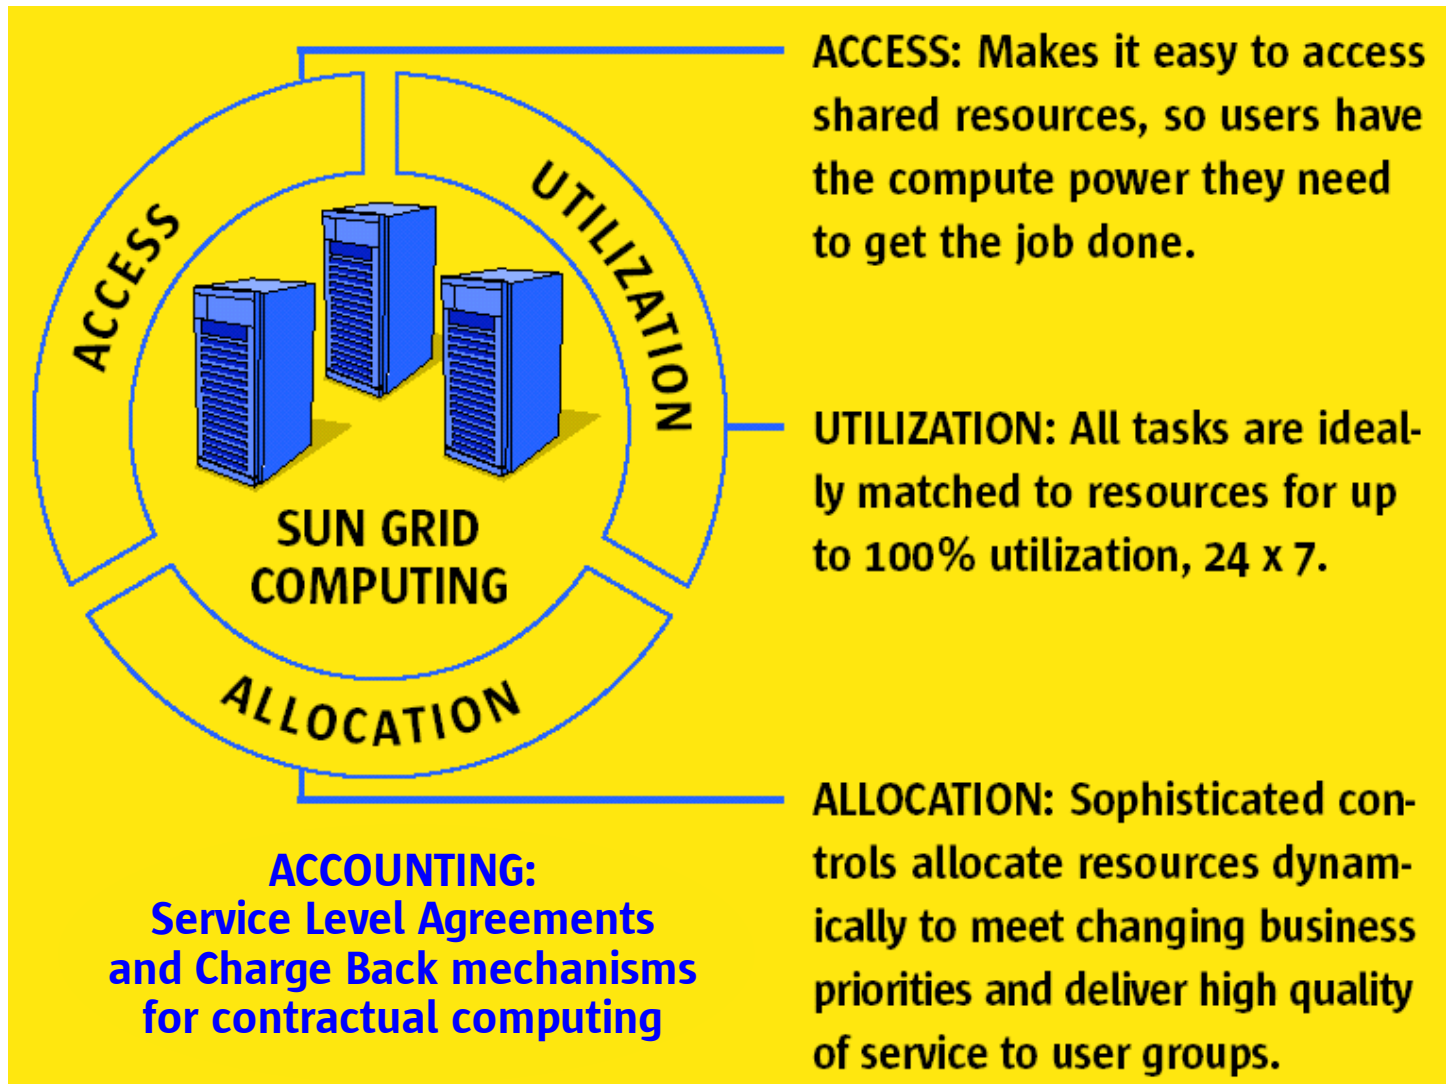 ACCESS: Makes it easy to access
shared resources, so users have
the compute power they need
to get the job done.
ACCESS
UTILIZATION
UTILIZATION: All tasks are ideal-
ly matched to resources for up
to 100% utilization, 24 x 7.
SUN GRID
COMPUTING
ALLOCATION
ALLOCATION: Sophisticated con-
trols allocate resources dynam-
ically to meet changing business
priorities and deliver high quality
of service to user groups.
ACCOUNTING:
Service Level Agreements
and Charge Back mechanisms
for contractual computing